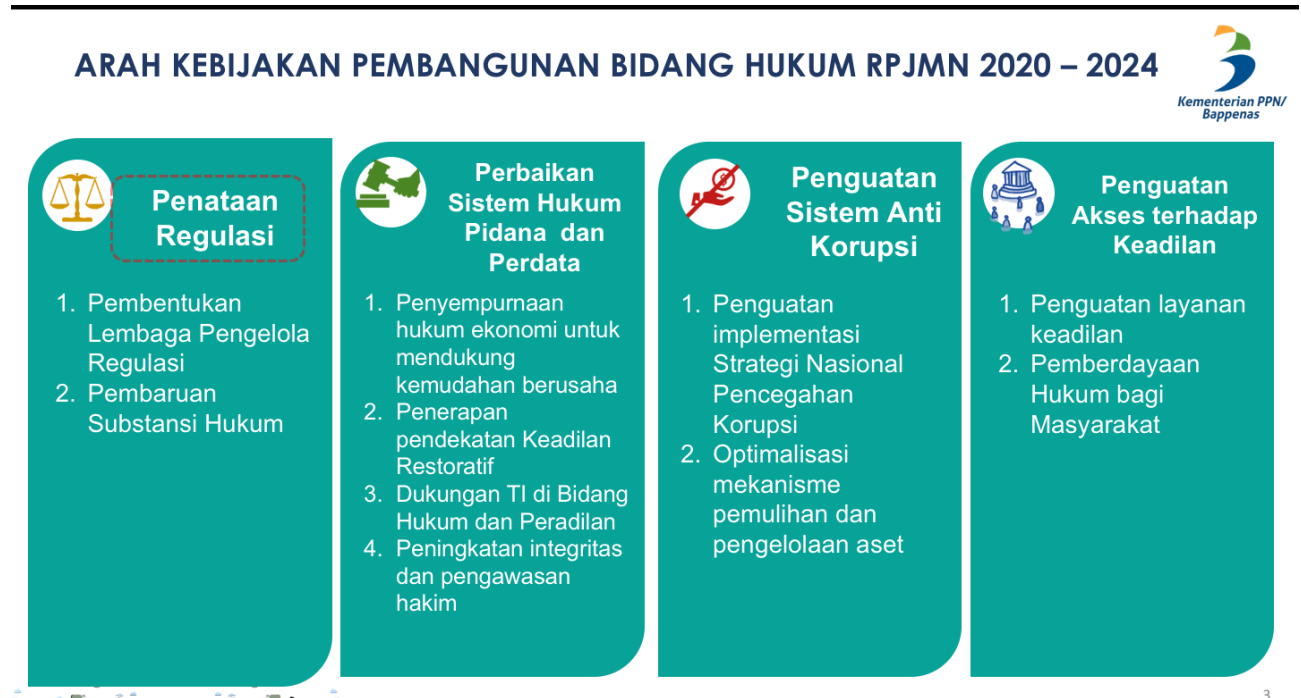 ARAH KEBIJAKAN PEMBANGUNAN BIDANG HUKUM RPJMN 2020 – 2024
Kementerian PPN/
Bappenas
Penataan
Regulasi
1. Pembentukan
Lembaga Pengelola
Regulasi
2. Pembaruan
Substansi Hukum
Perbaikan
Sistem Hukum
Pidana dan
Perdata
1. Penyempurnaan
hukum ekonomi untuk
mendukung
kemudahan berusaha
2. Penerapan
pendekatan Keadilan
Restoratif
3. Dukungan TI di Bidang
Hukum dan Peradilan
4. Peningkatan integritas
dan pengawasan
hakim
Penguatan
Sistem Anti
Korupsi
1. Penguatan
implementasi
Strategi Nasional
Pencegahan
Korupsi
2. Optimalisasi
mekanisme
pemulihan dan
pengelolaan aset
Penguatan
Akses terhadap
Keadilan
1. Penguatan layanan
keadilan
2. Pemberdayaan
Hukum bagi
Masyarakat
3